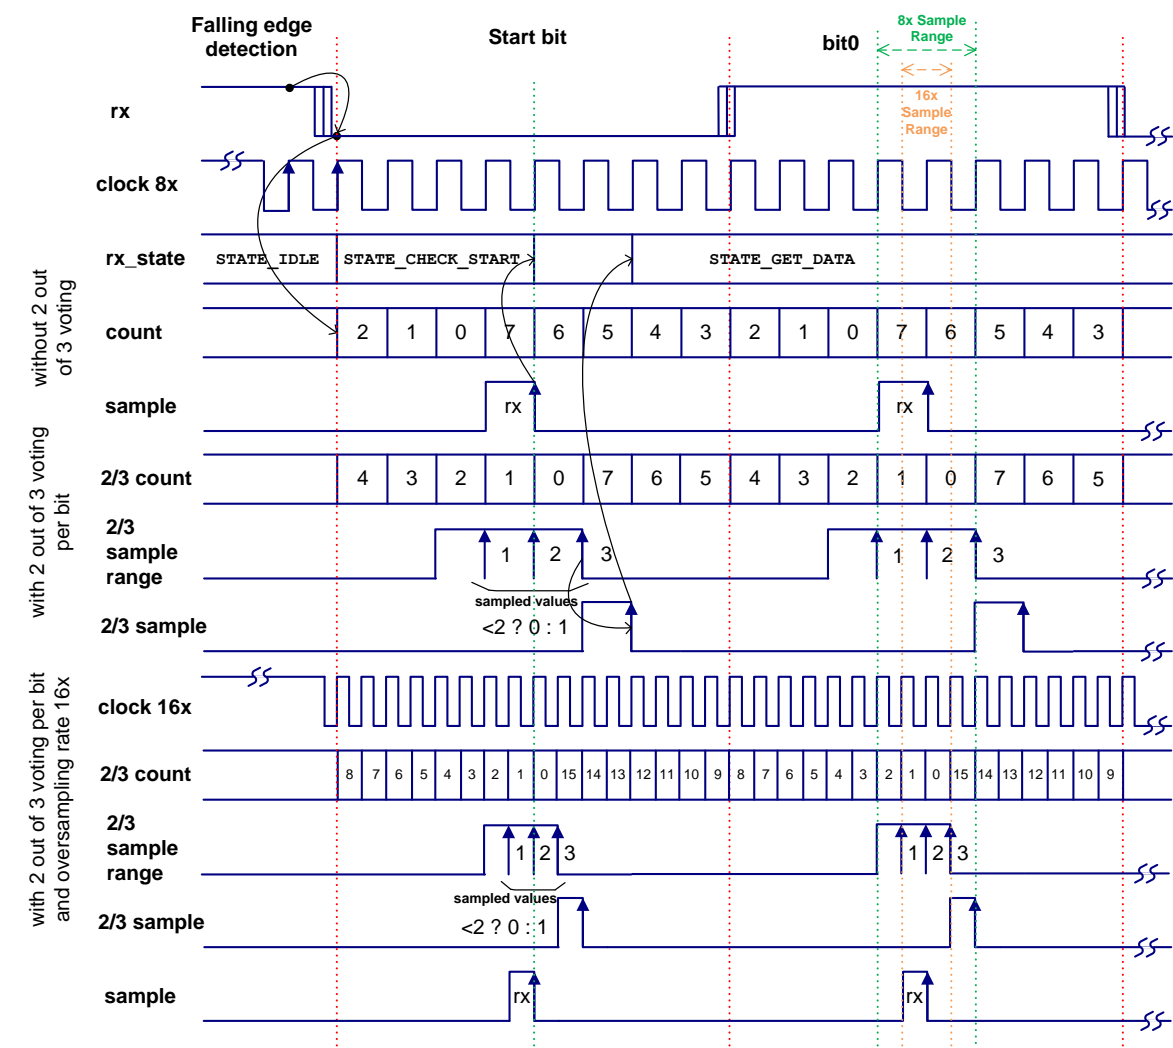 Falling edge
detection
Start bit
bit0
8x Sample
Range
rx
16x
Sample
Range
clock 8x
rx_state
STATE_IDLE
STATE_CHECK_START
STATE_GET_DATA
without 2 out
of 3 voting
count
2 1 0 7 6 5 4 3 2 1 0 7 6 5 4 3
sample
rx
rx
with 2 out of 3 voting
per bit
2/3 count
4 3 2 1 0 7 6 5 4 3 2 1 0 7 6 5
2/3
sample
range
1 2 3
1 2 3
sampled values
2/3 sample
<2 ? 0 : 1
with 2 out of 3 voting per bit
and oversampling rate 16x
clock 16x
2/3 count
8 7 6 5 4 3 2 1 0 15 14 13 12 11 10 9 8 7 6 5 4 3 2 1 0 15 14 13 12 11 10 9
2/3
sample
range
1 2 3
1 2 3
sampled values
2/3 sample
<2 ? 0 : 1
sample
rx
rx